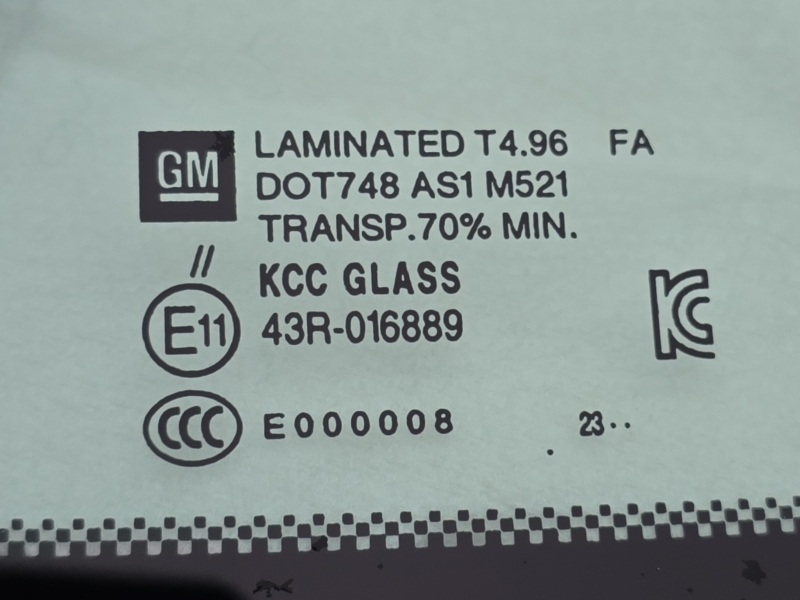 GM
LAMINATED T4.96 FA
DOT748 AS1 M521
TRANSP.70% MIN.
//
KCC GLASS
E11 43R-016889
KC
CCC E000008 23··